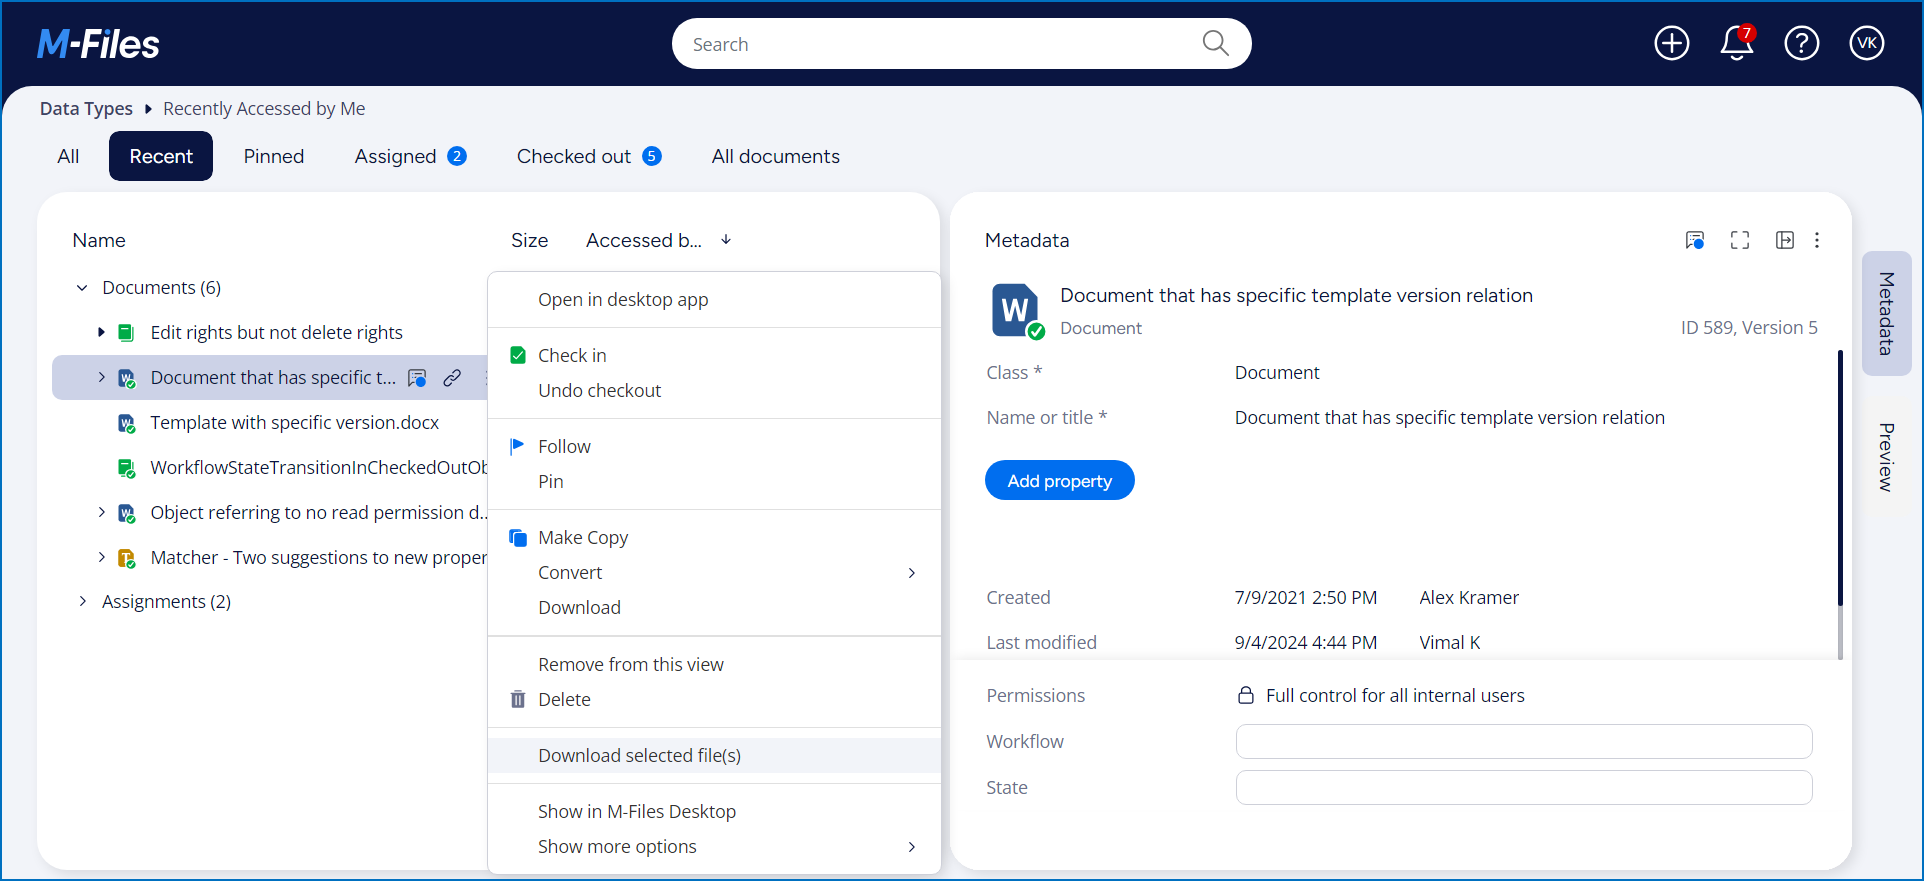 M-Files
Search
7
VK
Data Types
Recently Accessed by Me
All
Recent
Pinned
Assigned 2
Checked out 5
All documents
Name
Size
Accessed b...
Documents (6)
Edit rights but not delete rights
Document that has specific t...
Template with specific version.docx
WorkflowStateTransitionInCheckedOutOb
Object referring to no read permission d...
Matcher - Two suggestions to new proper
Assignments (2)
Open in desktop app
Check in
Undo checkout
Follow
Pin
Make Copy
Convert
Download
Remove from this view
Delete
Download selected file(s)
Show in M-Files Desktop
Show more options
Metadata
W
Document that has specific template version relation
Document
ID 589, Version 5
Class *
Document
Name or title *
Document that has specific template version relation
Add property
Created
7/9/2021 2:50 PM
Alex Kramer
Last modified
9/4/2024 4:44 PM
Vimal K
Permissions
Full control for all internal users
Workflow
State
Metadata
Preview